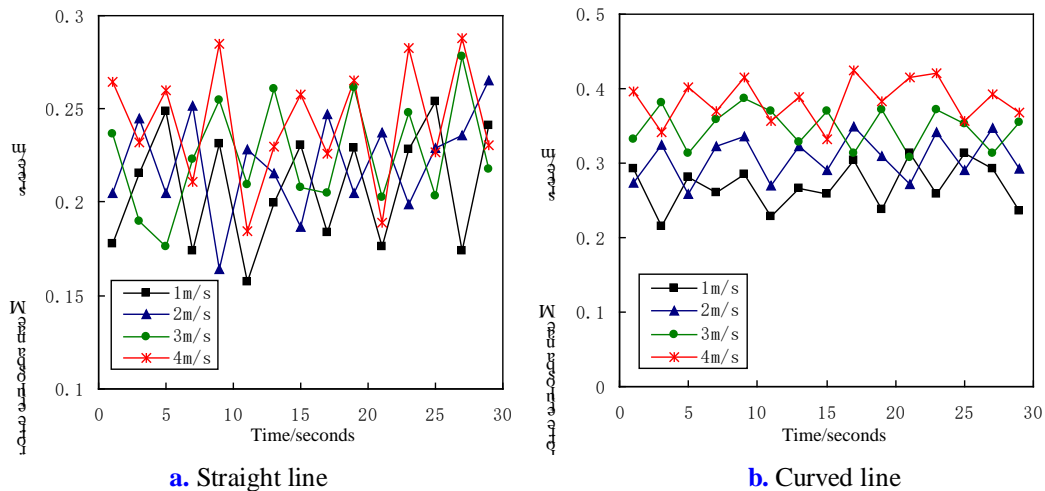 0.3
0.25
0.2
0.15
0.1
0 5 10 15 20 25 30
Time/seconds
1m/s
2m/s
3m/s
4m/s
a. Straight line
0.5
0.4
0.3
0.2
0.1
0
0 5 10 15 20 25 30
Time/seconds
1m/s
2m/s
3m/s
4m/s
b. Curved line